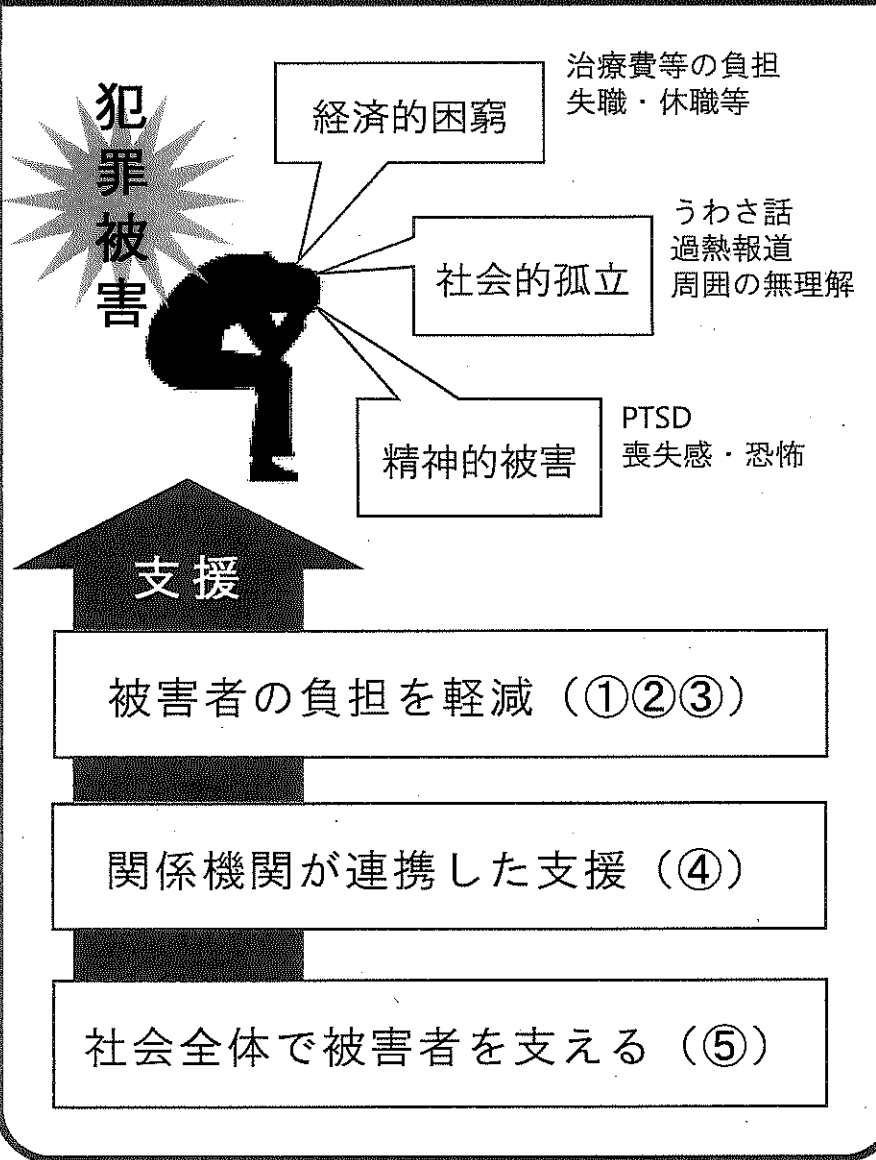 犯罪被害
経済的困窮
治療費等の負担
失職・休職等
社会的孤立
うわさ話
過熱報道
周囲の無理解
精神的被害
PTSD
喪失感・恐怖
支援
被害者の負担を軽減（①②③）
関係機関が連携した支援（④）
社会全体で被害者を支える（⑤）